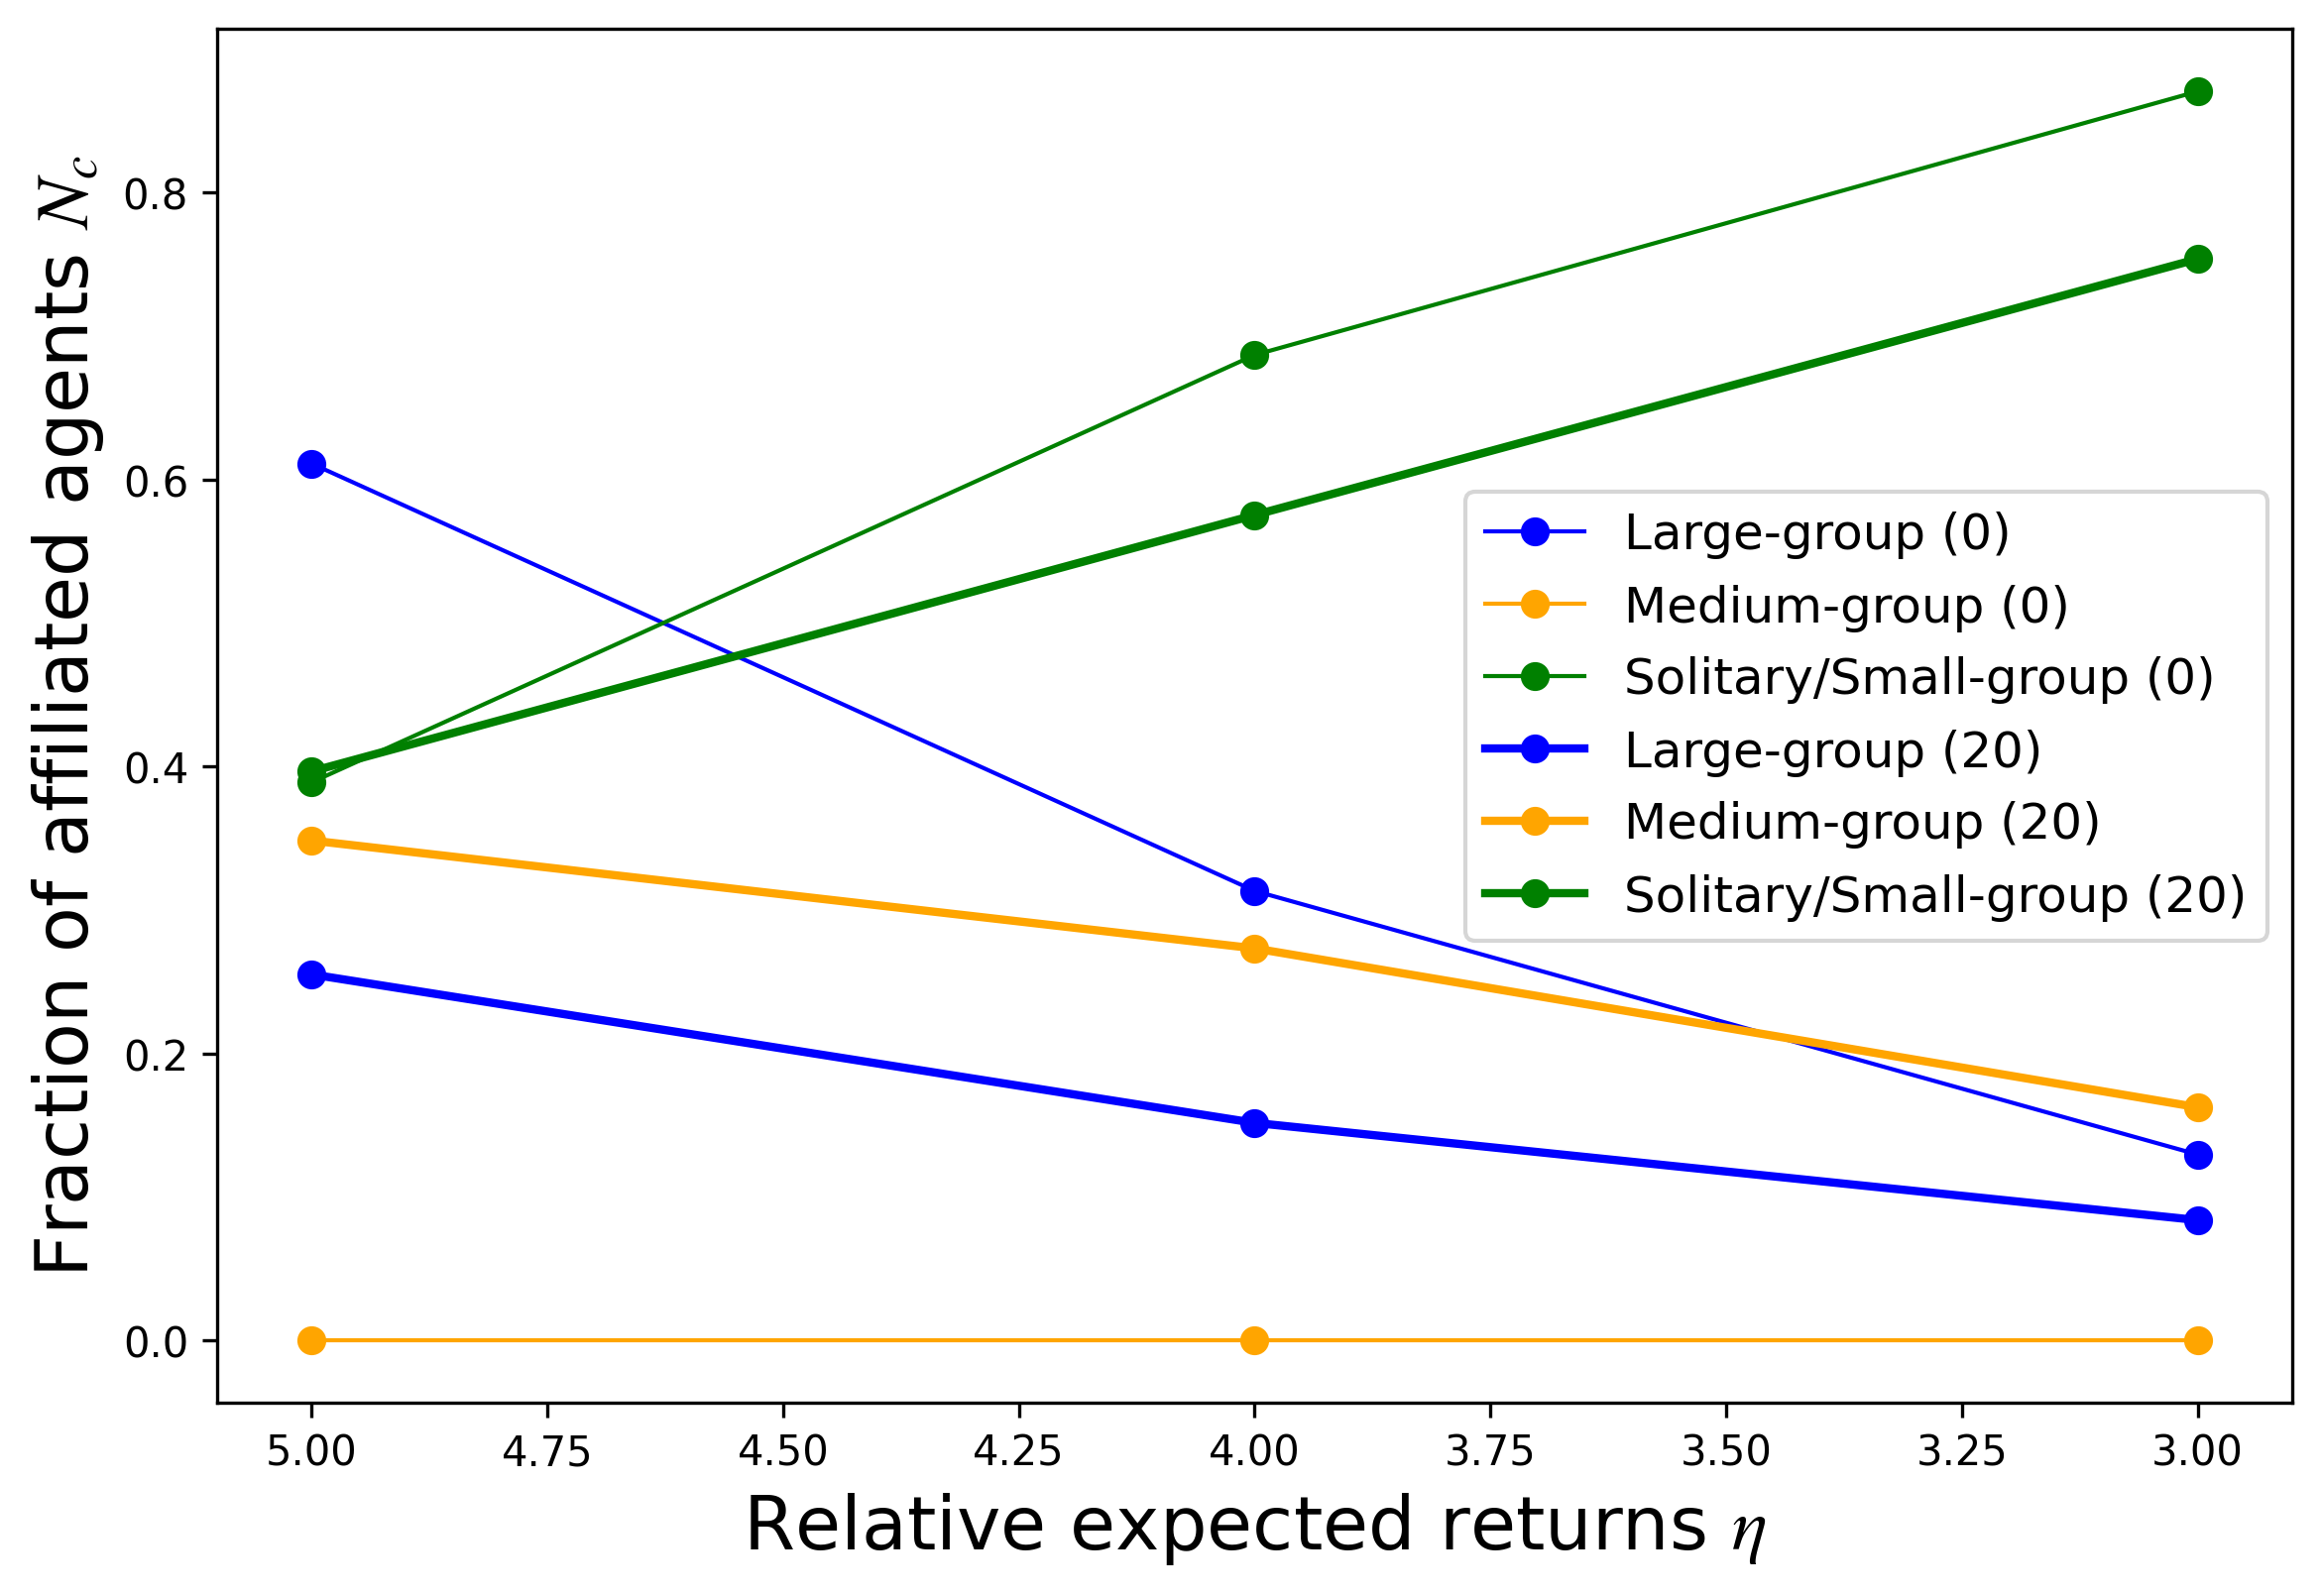 Fraction of affiliated agents N_c
0.8
0.6
0.4
0.2
0.0
Large-group (0)
Medium-group (0)
Solitary/Small-group (0)
Large-group (20)
Medium-group (20)
Solitary/Small-group (20)
5.00 4.75 4.50 4.25 4.00 3.75 3.50 3.25 3.00
Relative expected returns η